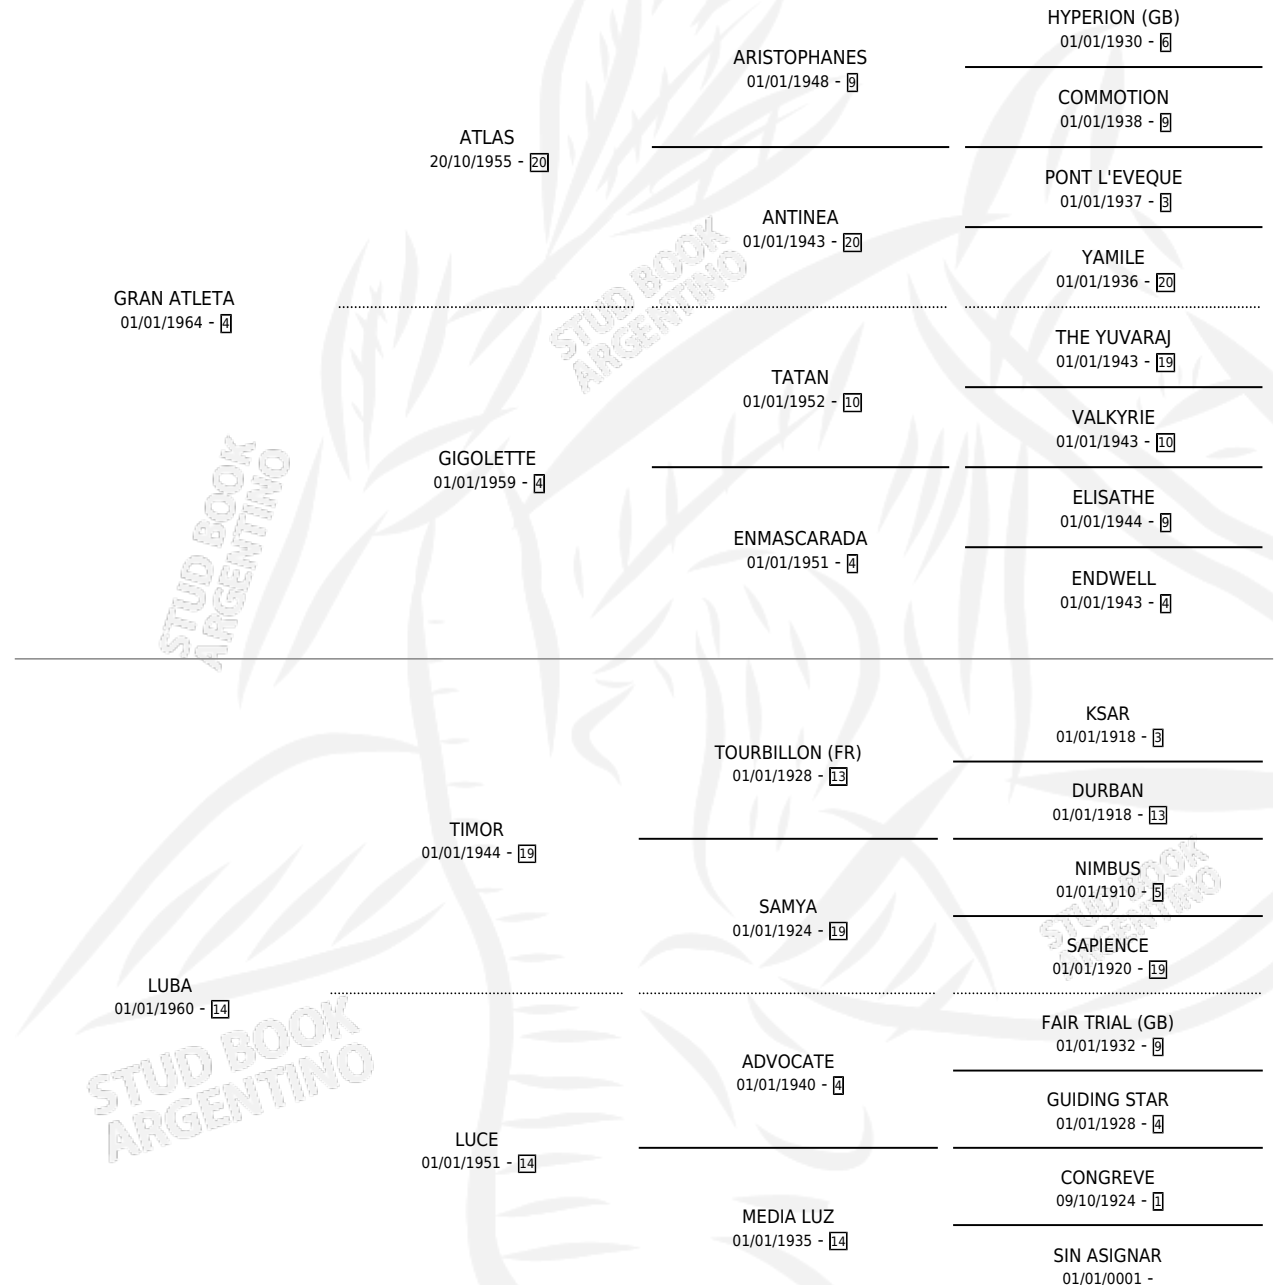 HYPERION (GB)
01/01/1930 - 6
ARISTOPHANES
01/01/1948 - 9
COMMOTION
01/01/1938 - 9
ATLAS
20/10/1955 - 20
PONT L'EVEQUE
01/01/1937 - 3
ANTINEA
01/01/1943 - 20
YAMILE
01/01/1936 - 20
GRAN ATLETA
01/01/1964 - 4
THE YUVARAJ
01/01/1943 - 19
TATAN
01/01/1952 - 10
VALKYRIE
01/01/1943 - 10
GIGOLETTE
01/01/1959 - 4
ELISATHE
01/01/1944 - 9
ENMASCARADA
01/01/1951 - 4
ENDWELL
01/01/1943 - 4
KSAR
01/01/1918 - 3
TOURBILLON (FR)
01/01/1928 - 13
DURBAN
01/01/1918 - 13
TIMOR
01/01/1944 - 19
NIMBUS
01/01/1910 - 5
SAMYA
01/01/1924 - 19
SAPIENCE
01/01/1920 - 19
LUBA
01/01/1960 - 14
FAIR TRIAL (GB)
01/01/1932 - 9
ADVOCATE
01/01/1940 - 4
GUIDING STAR
01/01/1928 - 4
LUCE
01/01/1951 - 14
CONGREVE
09/10/1924 - 1
MEDIA LUZ
01/01/1935 - 14
SIN ASIGNAR
01/01/0001 -
STUD BOOK
ARGENTINO
STUD BOOK
ARGENTINO
STUD BOOK
ARGENTINO
STUD BOOK
ARGENTINO